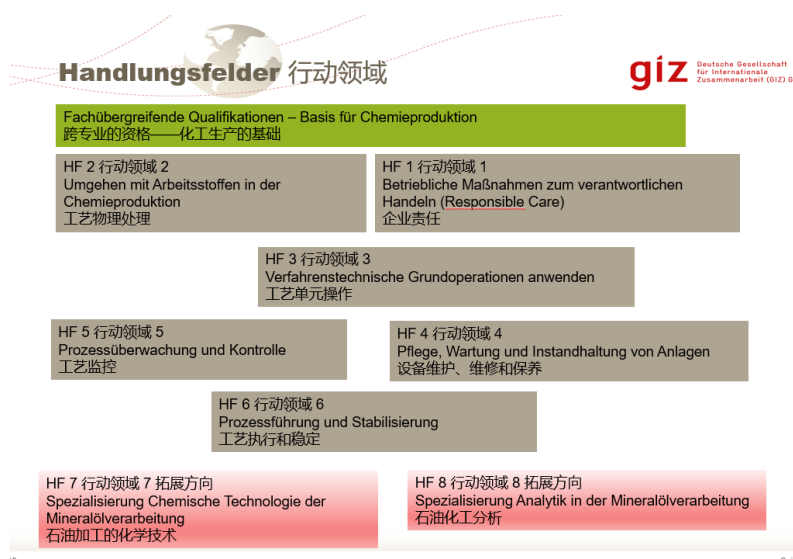 Handlungsfelder 行动领域
giz Deutsche Gesellschaft
für Internationale
Zusammenarbeit (GIZ) G
Fachübergreifende Qualifikationen – Basis für Chemieproduktion
跨专业的资格——化工生产的基础
HF 2 行动领域 2
Umgehen mit Arbeitsstoffen in der
Chemieproduktion
工艺物理处理
HF 1 行动领域 1
Betriebliche Maßnahmen zum verantwortlichen
Handeln (Responsible Care)
企业责任
HF 3 行动领域 3
Verfahrenstechnische Grundoperationen anwenden
工艺单元操作
HF 5 行动领域 5
Prozessüberwachung und Kontrolle
工艺监控
HF 4 行动领域 4
Pflege, Wartung und Instandhaltung von Anlagen
设备维护、维修和保养
HF 6 行动领域 6
Prozessführung und Stabilisierung
工艺执行和稳定
HF 7 行动领域 7 拓展方向
Spezialisierung Chemische Technologie der
Mineralölverarbeitung
石油加工的化学技术
HF 8 行动领域 8 拓展方向
Spezialisierung Analytik in der Mineralölverarbeitung
石油化工分析